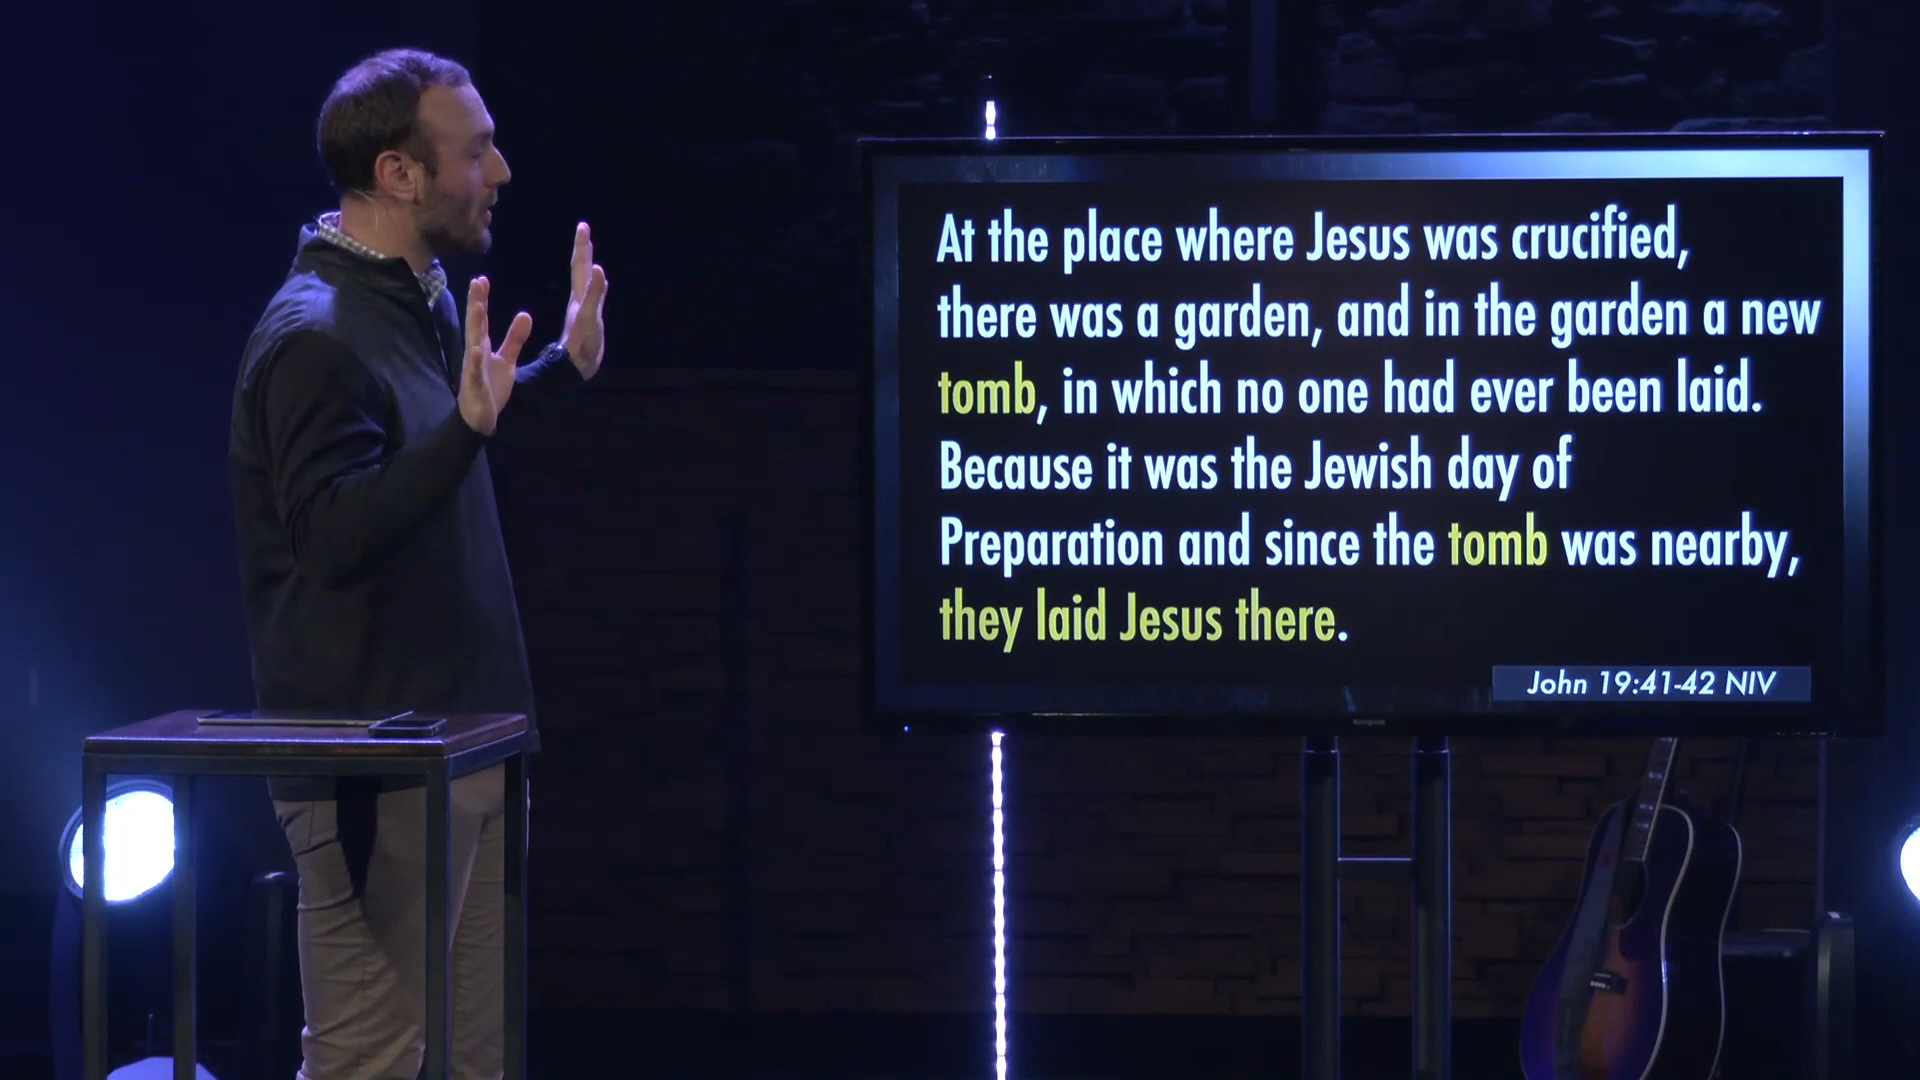 At the place where Jesus was crucified,
there was a garden, and in the garden a new
tomb, in which no one had ever been laid.
Because it was the Jewish day of
Preparation and since the tomb was nearby,
they laid Jesus there.
John 19:41-42 NIV